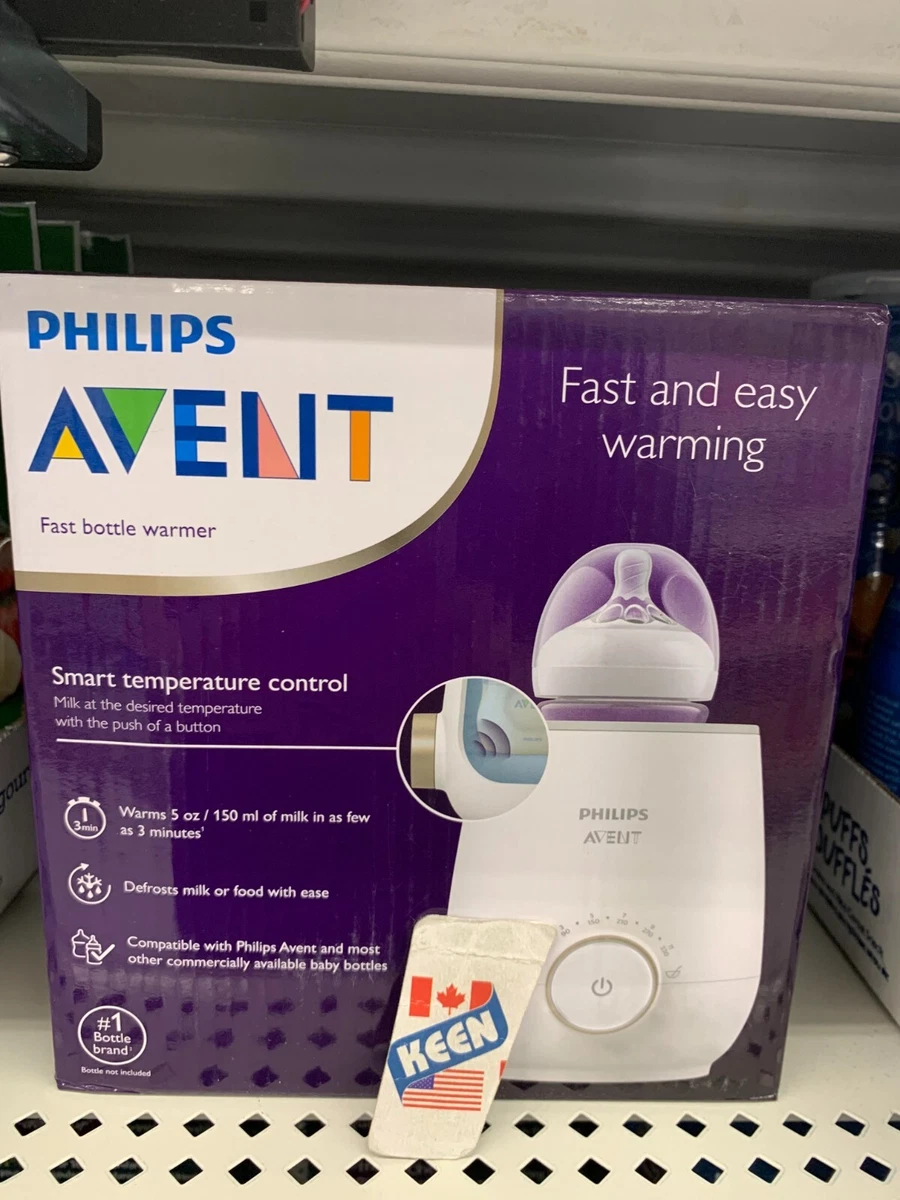 PHILIPS
AVENT
Fast bottle warmer
Fast and easy
warming
Smart temperature control
Milk at the desired temperature
with the push of a button
3min
Warms 5 oz / 150 ml of milk in as few
as 3 minutes¹
Defrosts milk or food with ease
Compatible with Philips Avent and most
other commercially available baby bottles
#1
Bottle
brand
Bottle not included
AV
PHILIPS
AVENT
KEEN
PUFFS